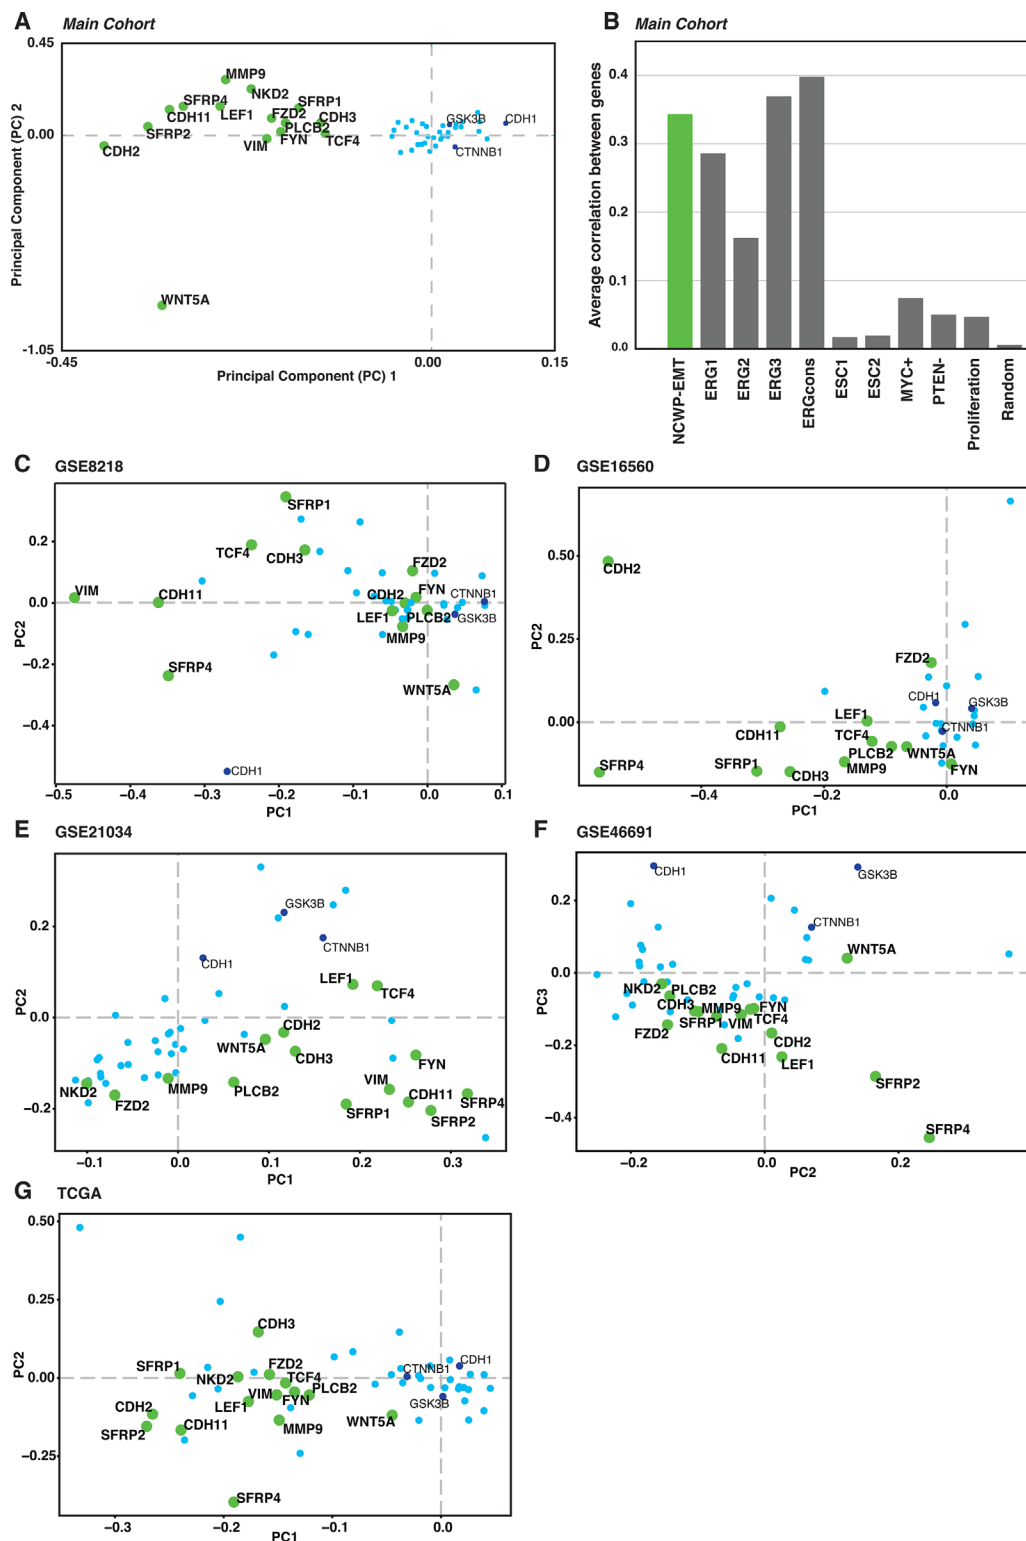 A Main Cohort
0.45
MMP9
NKD2
SFRP4
SFRP1
CDH11
LEF1
FZD2
CDH3
SFRP2
PLCB2
GSK3B
CDH1
0.00
VIM
FYN
TCF4
CTNNB1
CDH2
WNT5A
-1.05
-0.45
0.00
0.15
Principal Component (PC) 1
Principal Component (PC) 2
B Main Cohort
0.4
0.3
0.2
0.1
0.0
Average correlation between genes
NCWP-EMT
ERG1
ERG2
ERG3
ERGcons
ESC1
ESC2
MYC+
PTEN-
Proliferation
Random
C GSE8218
SFRP1
0.2
TCF4
CDH3
FZD2
VIM
CDH11
CDH2
FYN
CTNNB1
0.0
LEF1
PLCB2
GSK3B
MMP9
−0.2
SFRP4
WNT5A
−0.4
CDH1
−0.5
−0.4
−0.3
−0.2
−0.1
0.0
0.1
PC1
PC2
D GSE16560
0.50
CDH2
0.25
FZD2
CDH1
GSK3B
LEF1
0.00
CDH11
TCF4
CTNNB1
PLCB2
WNT5A
SFRP4
SFRP1
CDH3
MMP9
FYN
−0.4
−0.2
0.0
PC1
PC2
E GSE21034
GSK3B
0.2
CTNNB1
CDH1
LEF1
TCF4
0.0
CDH2
WNT5A
CDH3
FYN
NKD2
MMP9
PLCB2
VIM
FZD2
SFRP1
CDH11
SFRP4
SFRP2
−0.2
−0.1
0.0
0.1
0.2
0.3
PC1
PC2
F GSE46691
CDH1
GSK3B
0.2
CTNNB1
WNT5A
0.0
NKD2
PLCB2
CDH3
MMP9
FYN
FZD2
SFRP1
VIM
TCF4
CDH2
−0.2
CDH11
LEF1
SFRP2
−0.4
SFRP4
−0.2
0.0
0.2
PC2
PC3
G TCGA
0.50
0.25
CDH3
SFRP1
FZD2
CTNNB1
CDH1
0.00
NKD2
TCF4
VIM
PLCB2
CDH2
LEF1
FYN
GSK3B
SFRP2
CDH11
MMP9
WNT5A
−0.25
SFRP4
−0.3
−0.2
−0.1
0.0
PC1
PC2